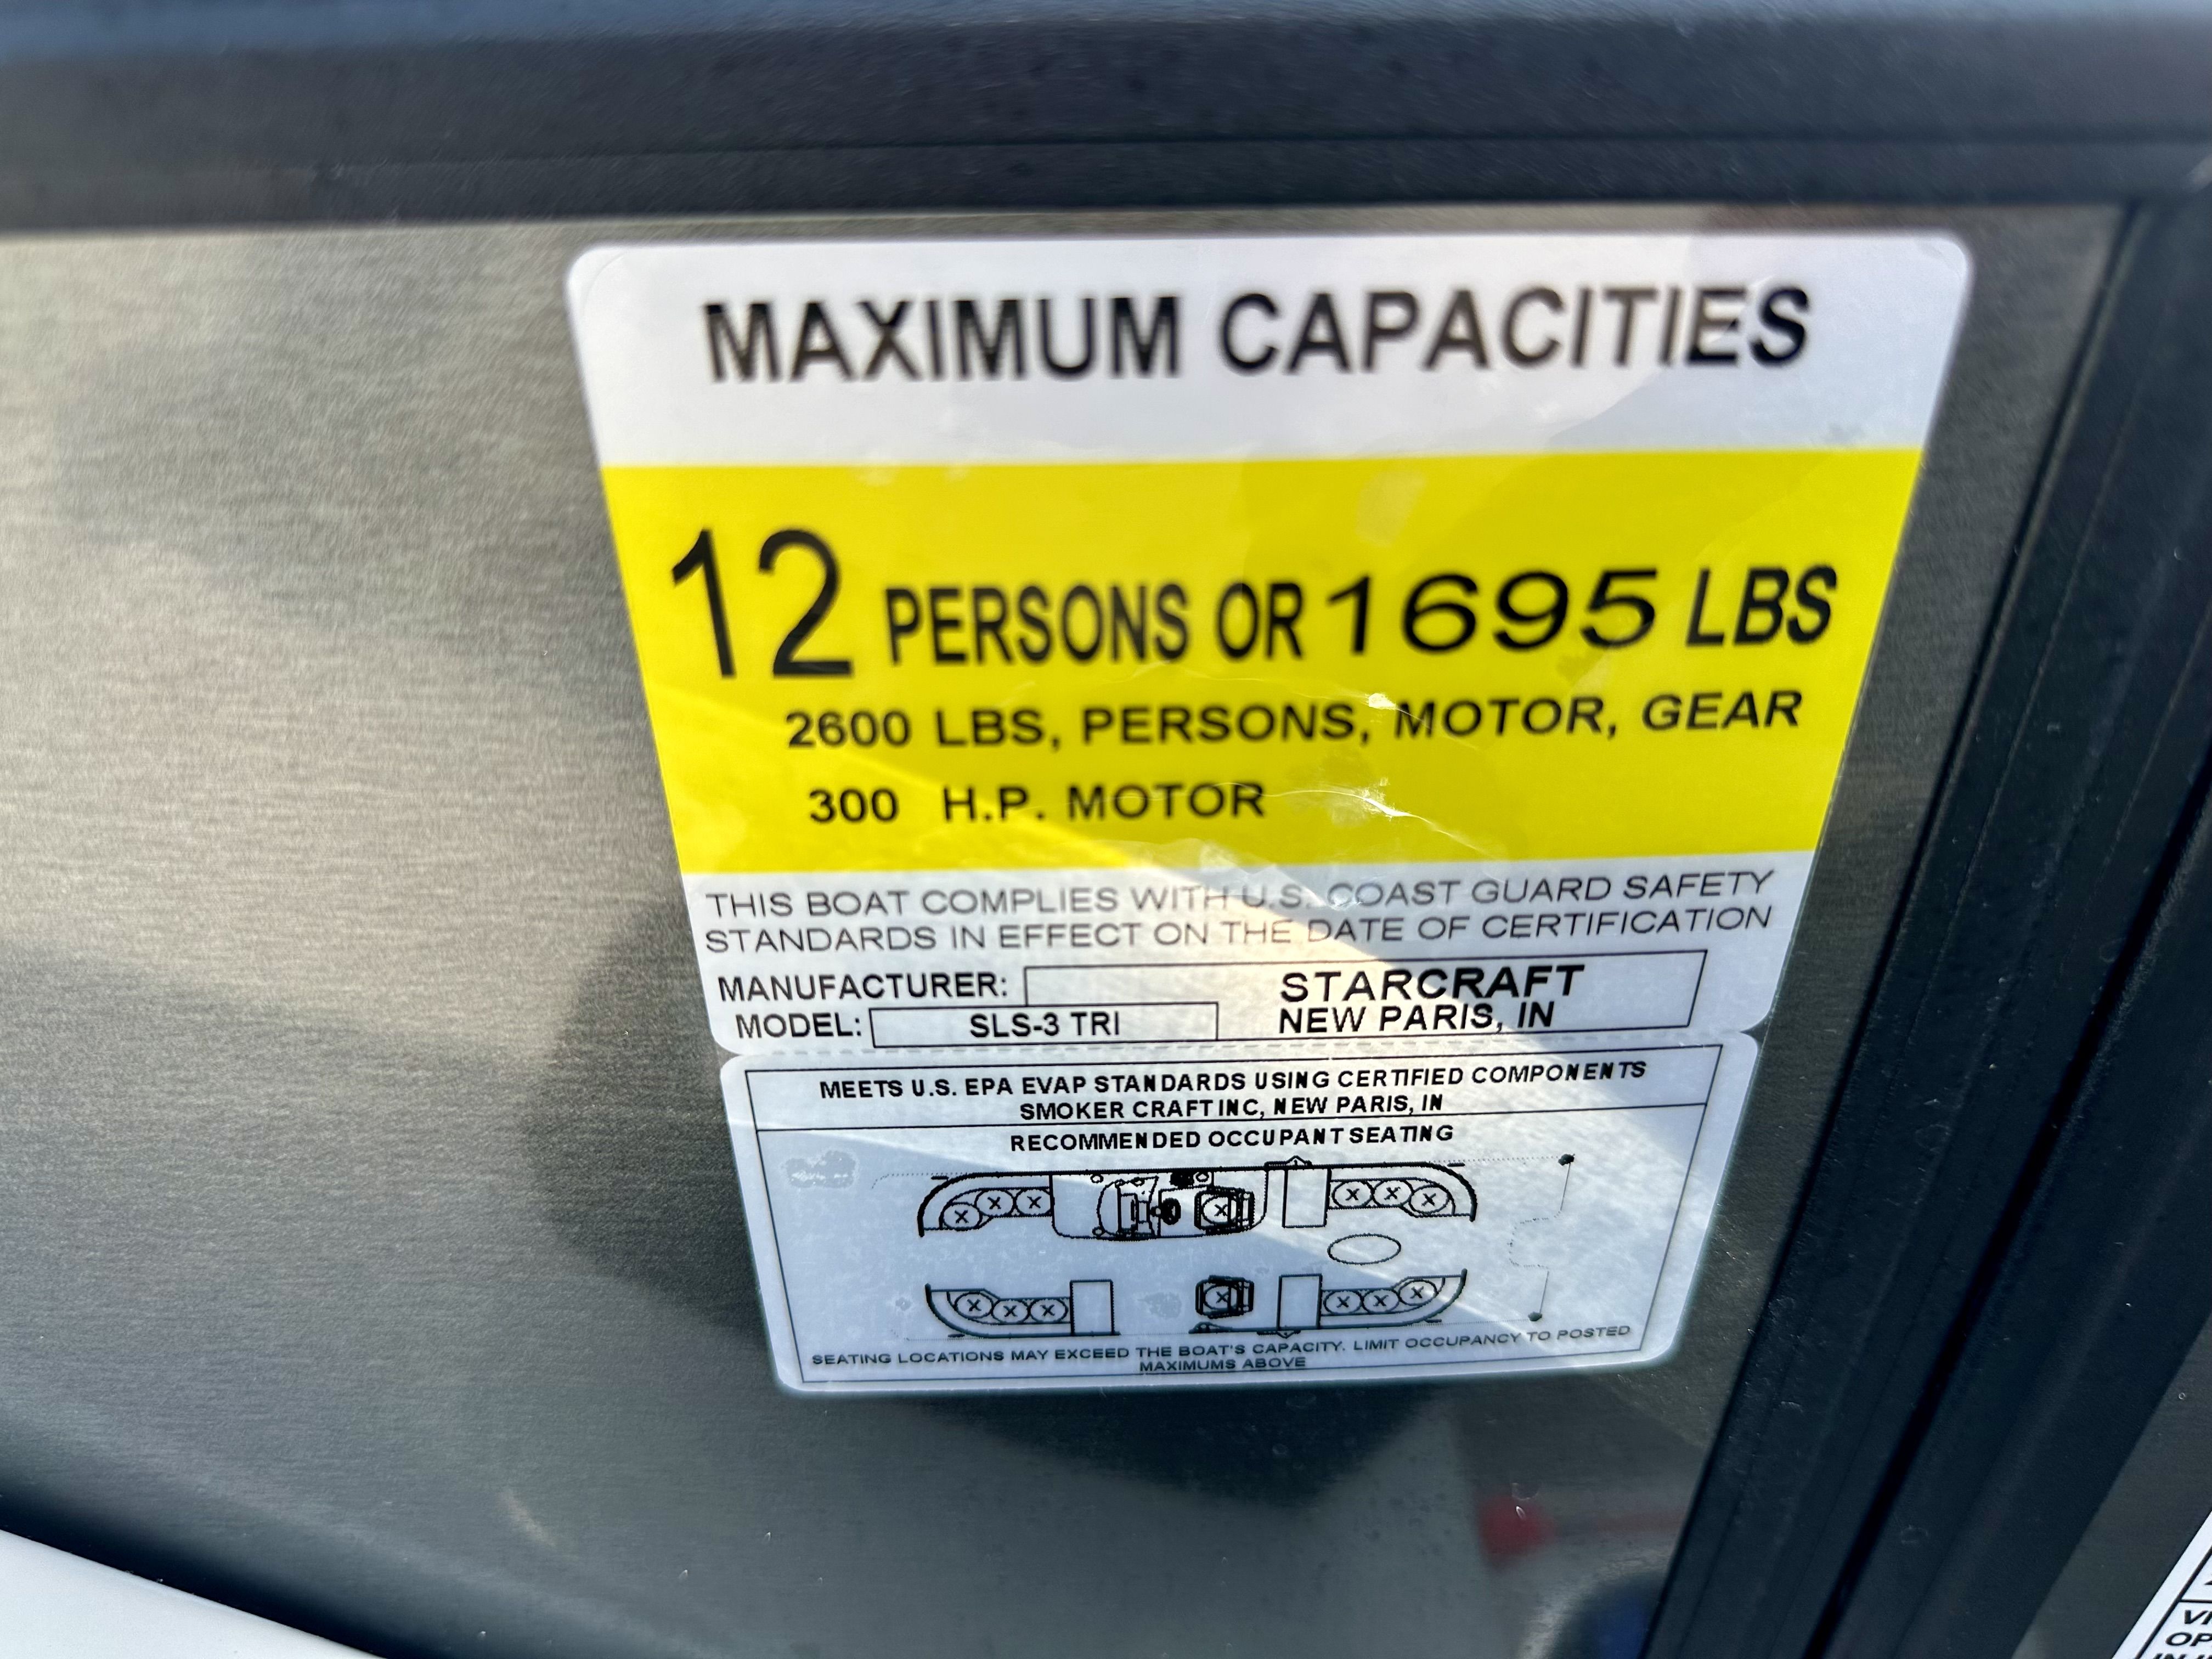 MAXIMUM CAPACITIES
12 PERSONS OR 1695 LBS
2600 LBS, PERSONS, MOTOR, GEAR
300 H.P. MOTOR
THIS BOAT COMPLIES WITH U.S. COAST GUARD SAFETY
STANDARDS IN EFFECT ON THE DATE OF CERTIFICATION
MANUFACTURER: STARCRAFT
MODEL: SLS-3 TRI NEW PARIS, IN
MEETS U.S. EPA EVAP STANDARDS USING CERTIFIED COMPONENTS
SMOKER CRAFT INC, NEW PARIS, IN
RECOMMENDED OCCUPANT SEATING
SEATING LOCATIONS MAY EXCEED THE BOAT'S CAPACITY. LIMIT OCCUPANCY TO POSTED
MAXIMUMS ABOVE